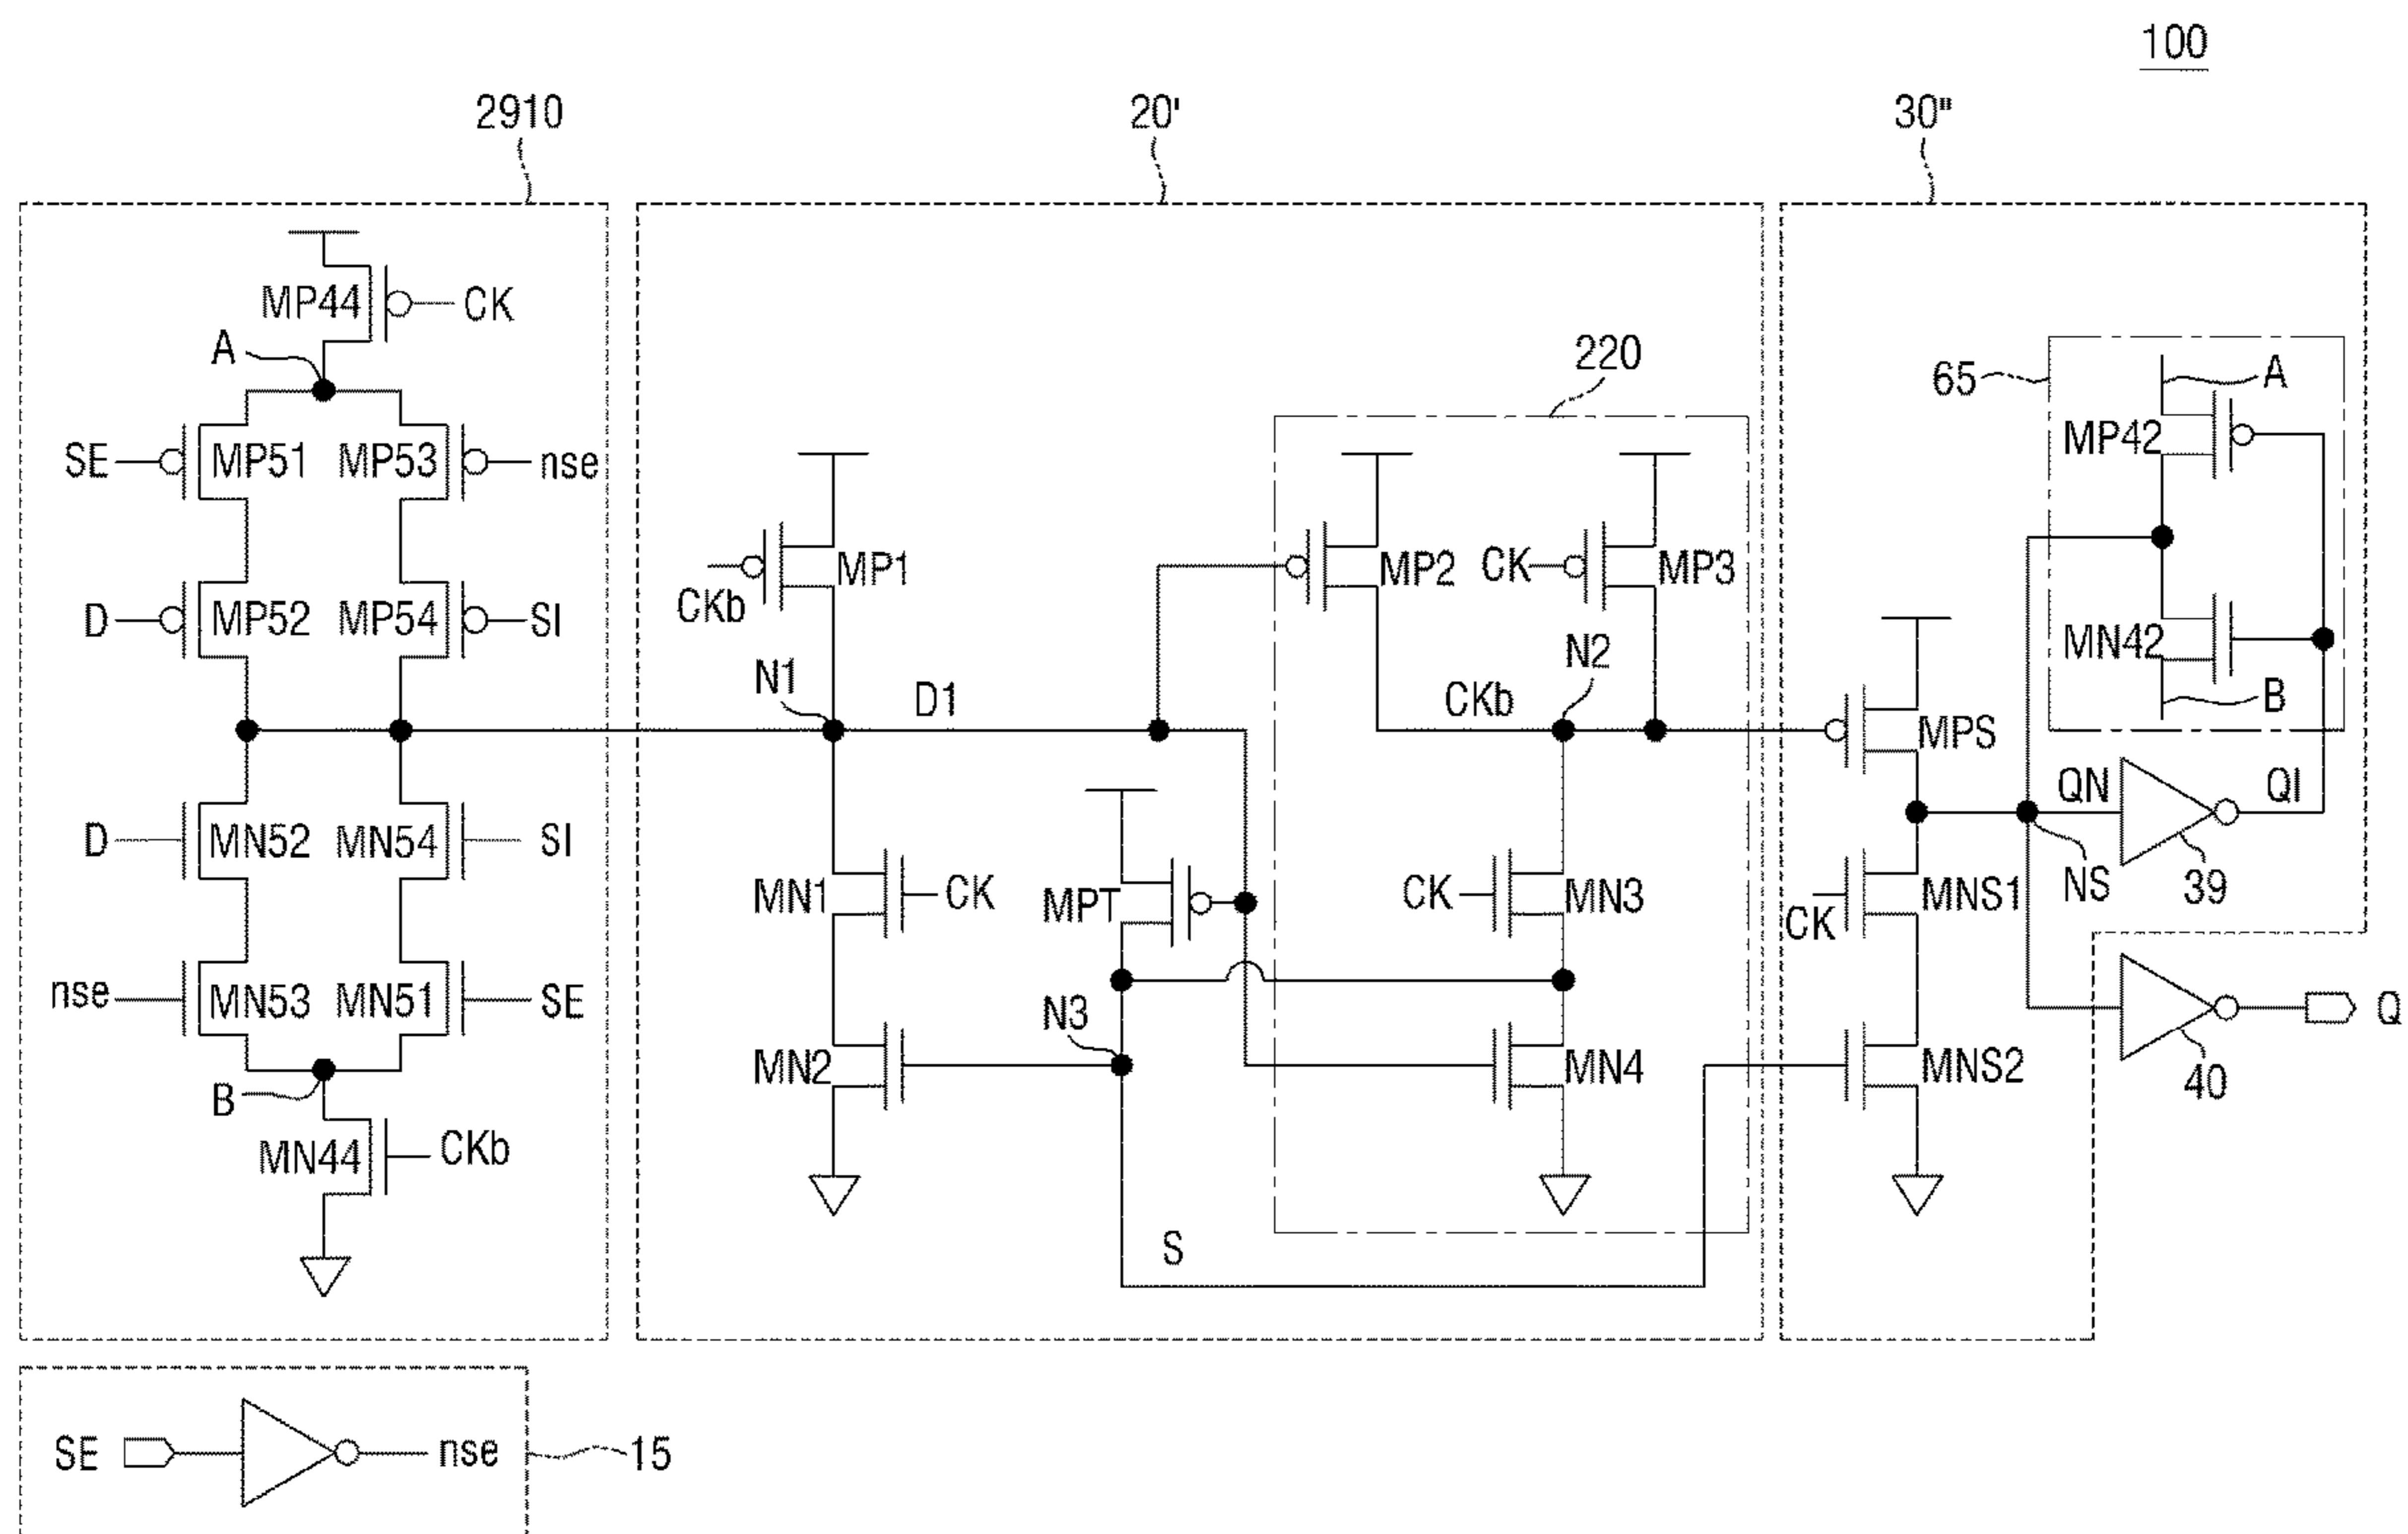 100
2910
20'
30"
MP44
CK
A
SE
MP51
MP53
nse
D
MP52
MP54
SI
D
MN52
MN54
SI
nse
MN53
MN51
SE
B
MN44
CKb
CKb
MP1
N1
D1
MN1
CK
MPT
MN2
N3
S
220
MP2
CK
MP3
CKb
N2
CK
MN3
MN4
65
A
MP42
MN42
B
MPS
QN
QI
NS
39
CK
MNS1
MNS2
40
Q
SE
nse
15